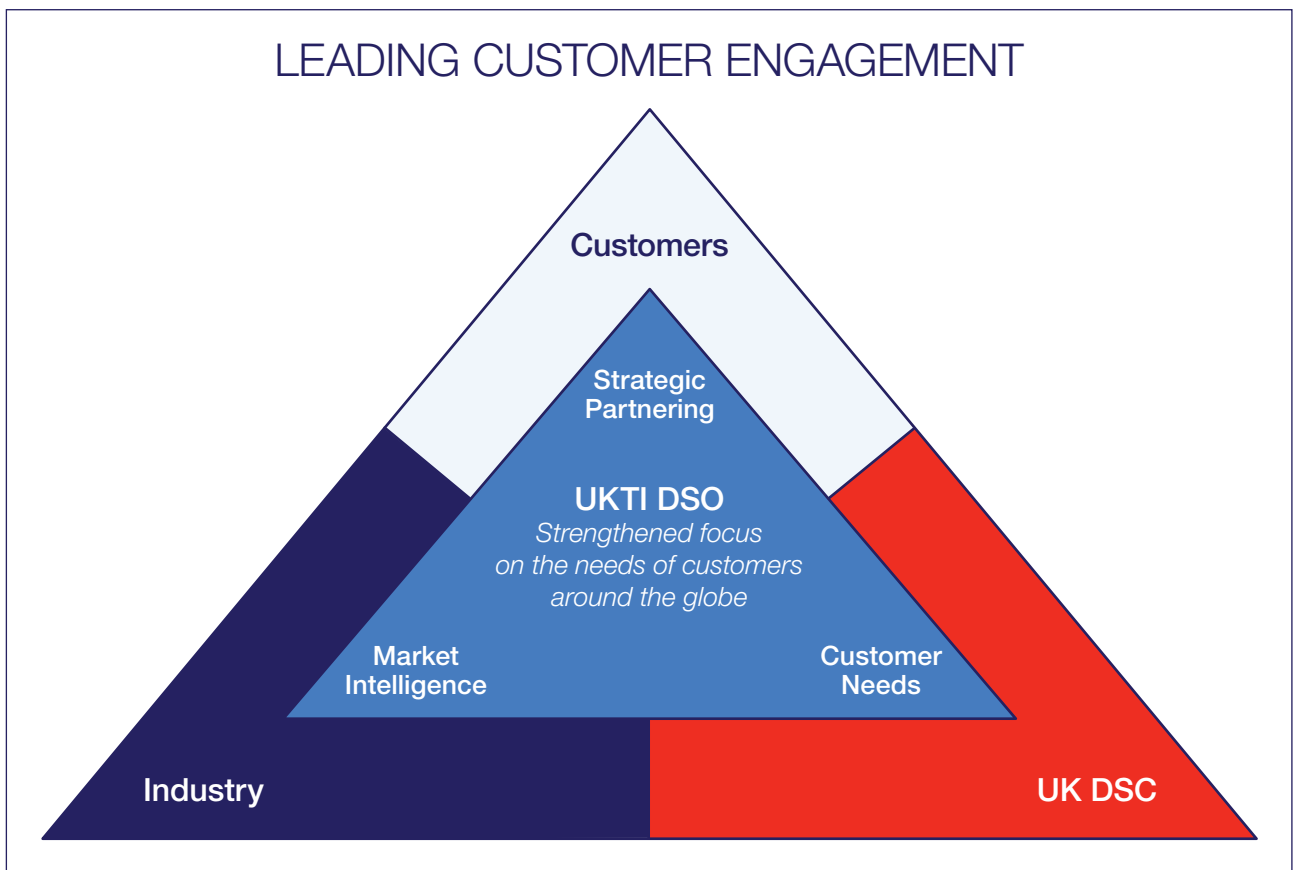 LEADING CUSTOMER ENGAGEMENT
Customers
Strategic
Partnering
UKTI DSO
Strengthened focus
on the needs of customers
around the globe
Market
Intelligence
Customer
Needs
Industry
UK DSC